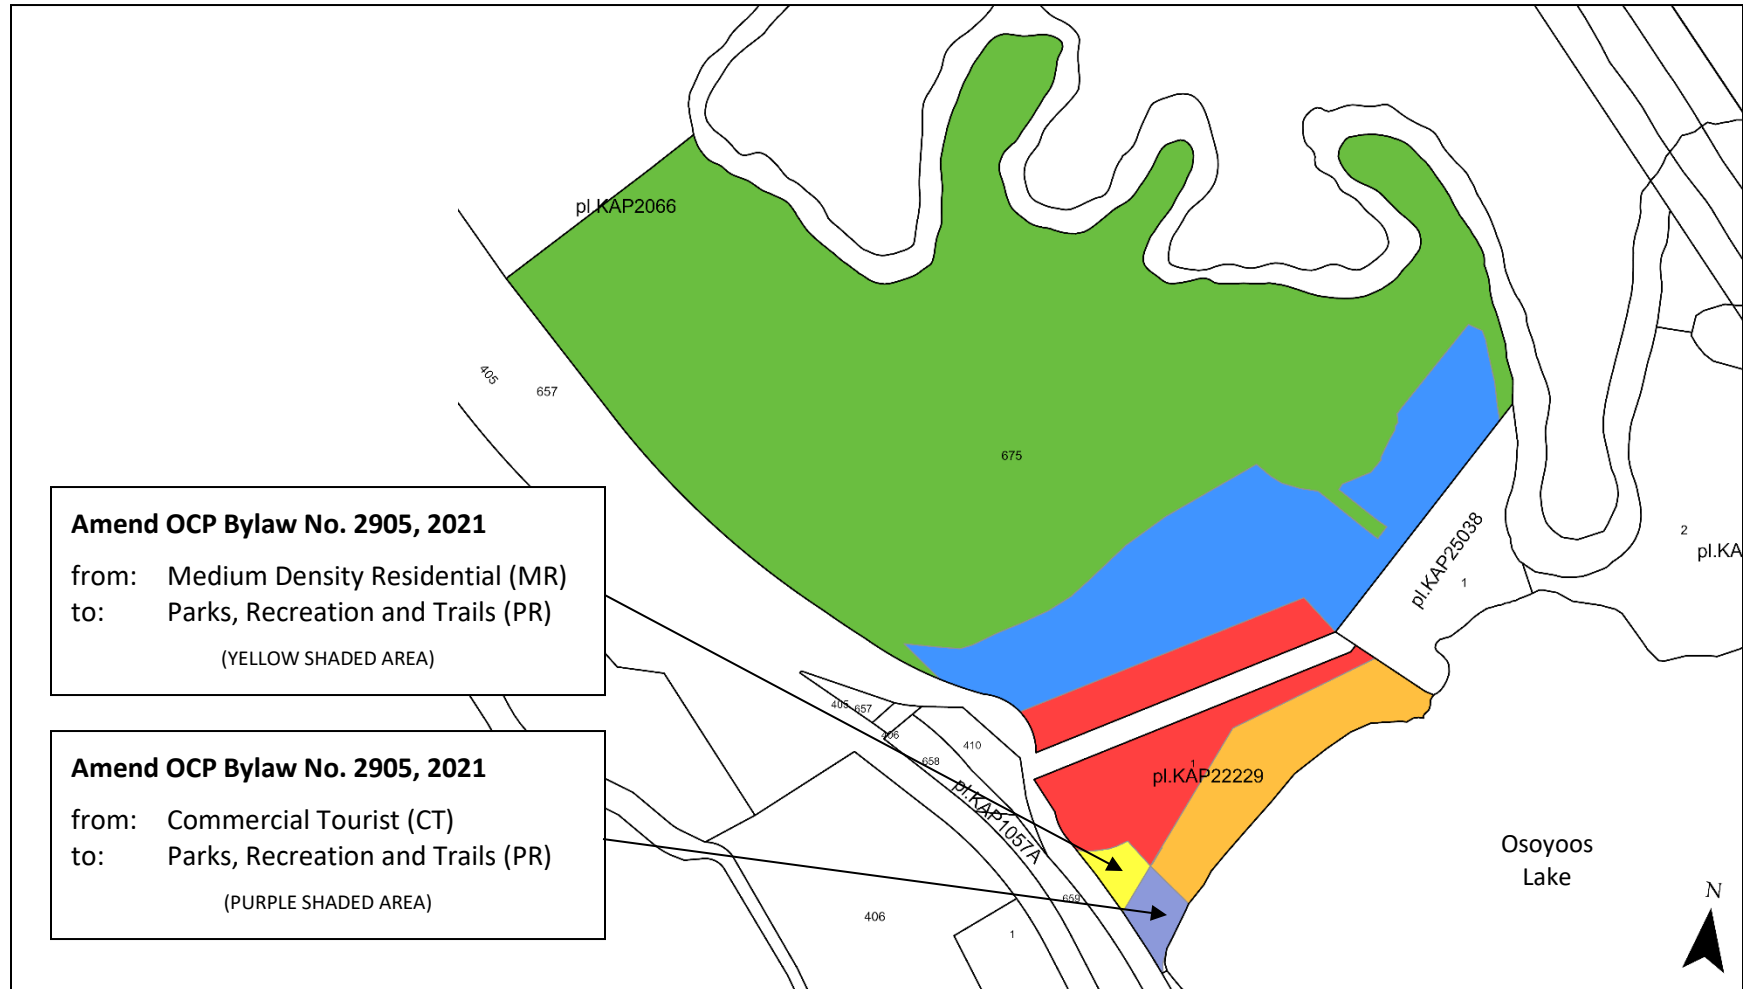 pl.KAP2066
405
657
675
Amend OCP Bylaw No. 2905, 2021
from: Medium Density Residential (MR)
to: Parks, Recreation and Trails (PR)
(YELLOW SHADED AREA)
Amend OCP Bylaw No. 2905, 2021
from: Commercial Tourist (CT)
to: Parks, Recreation and Trails (PR)
(PURPLE SHADED AREA)
pl.KAP25038
1
2
pl.KA
405
657
406
658
410
pl.KAP1057A
659
406
1
1
pl.KAP22229
Osoyoos
Lake
N